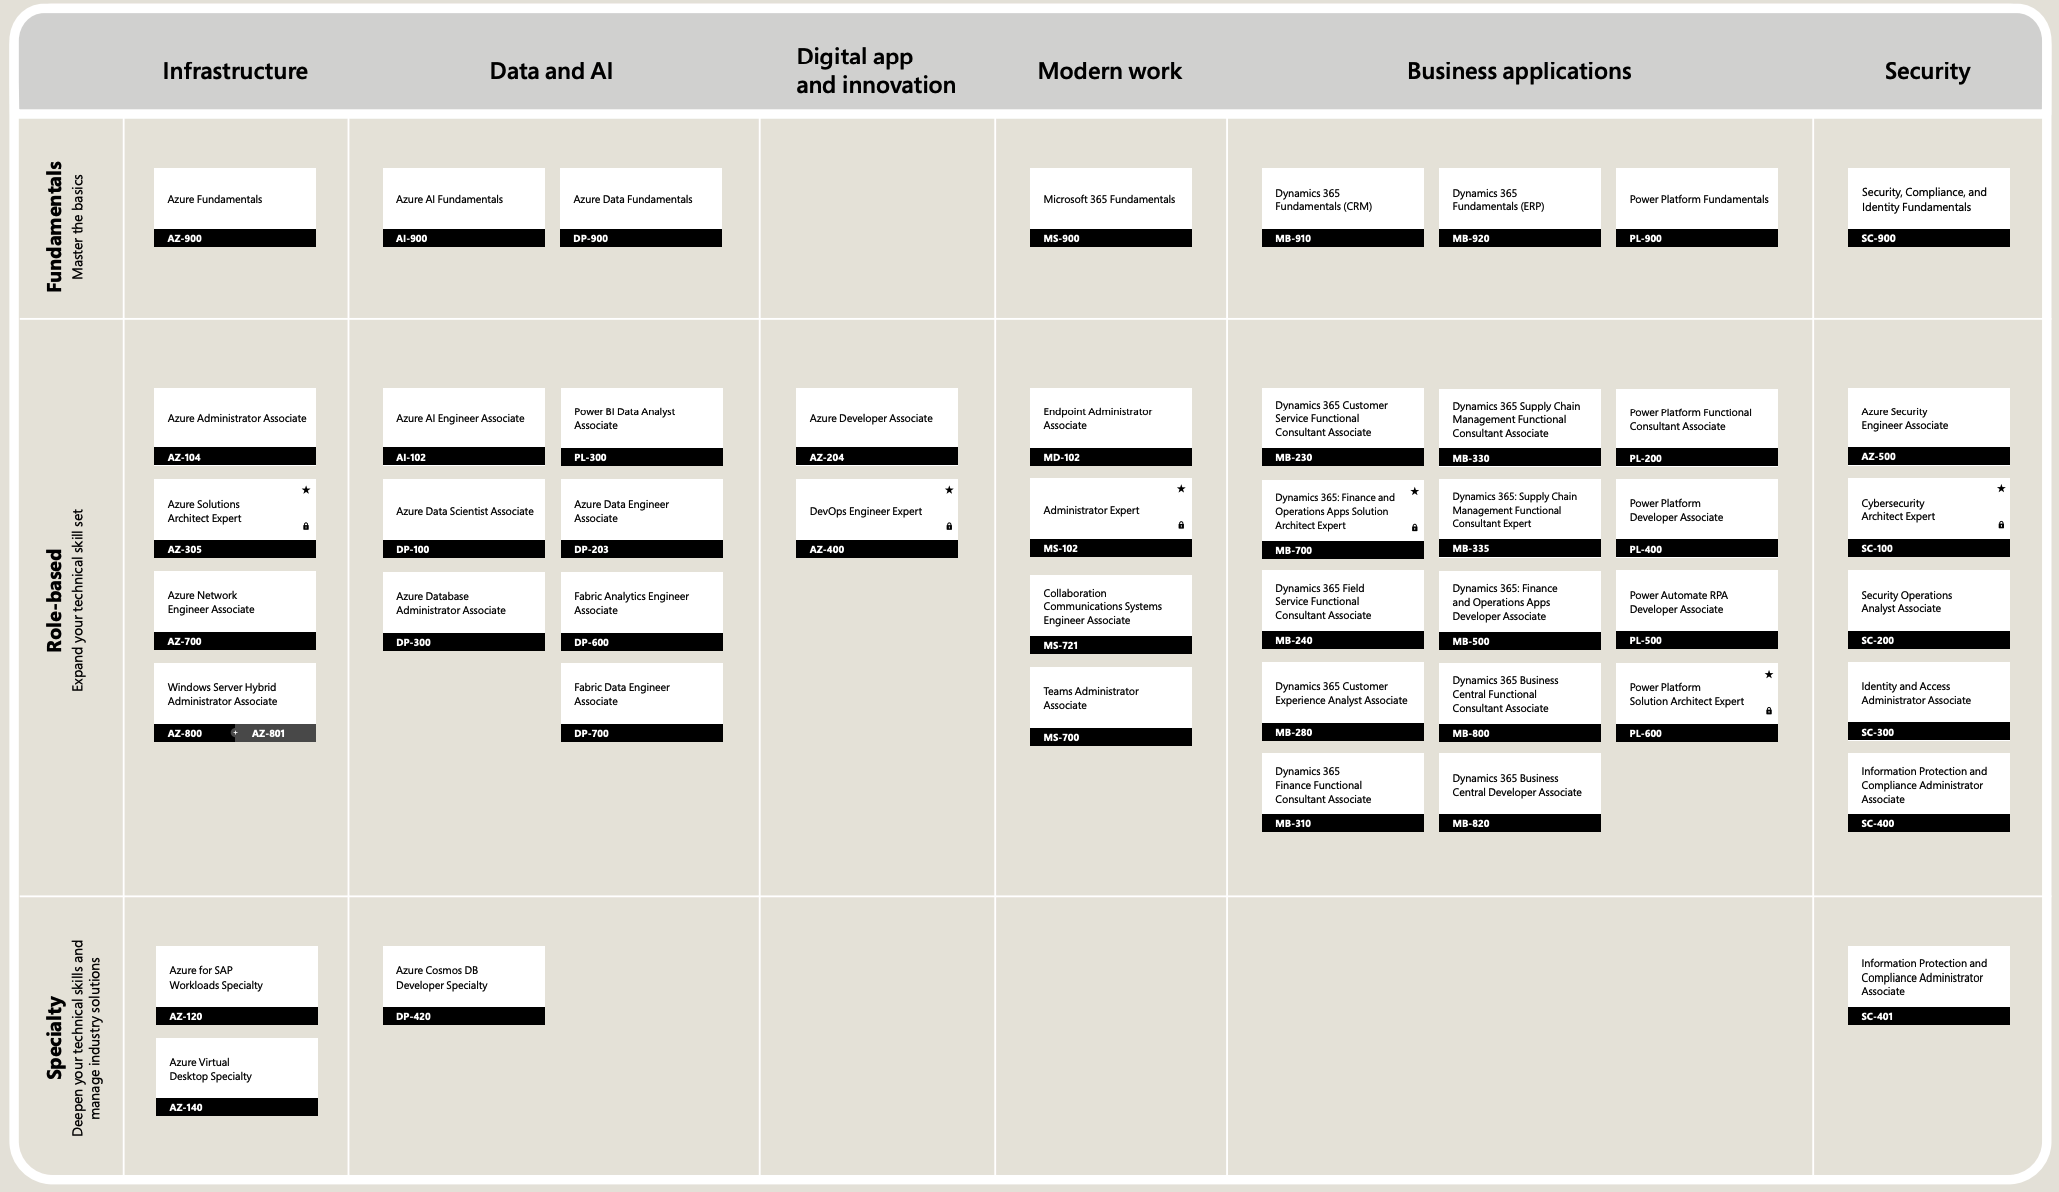 Infrastructure
Data and AI
Digital app
and innovation
Modern work
Business applications
Security
Fundamentals
Master the basics
Azure Fundamentals
AZ-900
Azure AI Fundamentals
AI-900
Azure Data Fundamentals
DP-900
Microsoft 365 Fundamentals
MS-900
Dynamics 365
Fundamentals (CRM)
MB-910
Dynamics 365
Fundamentals (ERP)
MB-920
Power Platform Fundamentals
PL-900
Security, Compliance, and
Identity Fundamentals
SC-900
Role-based
Expand your technical skill set
Azure Administrator Associate
AZ-104
Azure Solutions
Architect Expert
AZ-305
Azure Network
Engineer Associate
AZ-700
Windows Server Hybrid
Administrator Associate
AZ-800 + AZ-801
Azure AI Engineer Associate
AI-102
Azure Data Scientist Associate
DP-100
Azure Database
Administrator Associate
DP-300
Power BI Data Analyst
Associate
PL-300
Azure Data Engineer
Associate
DP-203
Fabric Analytics Engineer
Associate
DP-600
Fabric Data Engineer
Associate
DP-700
Azure Developer Associate
AZ-204
DevOps Engineer Expert
AZ-400
Endpoint Administrator
Associate
MD-102
Administrator Expert
MS-102
Collaboration
Communications Systems
Engineer Associate
MS-721
Teams Administrator
Associate
MS-700
Dynamics 365 Customer
Service Functional
Consultant Associate
MB-230
Dynamics 365: Finance and
Operations Apps Solution
Architect Expert
MB-700
Dynamics 365 Field
Service Functional
Consultant Associate
MB-240
Dynamics 365 Customer
Experience Analyst Associate
MB-280
Dynamics 365
Finance Functional
Consultant Associate
MB-310
Dynamics 365 Supply Chain
Management Functional
Consultant Associate
MB-330
Dynamics 365: Supply Chain
Management Functional
Consultant Expert
MB-335
Dynamics 365: Finance
and Operations Apps
Developer Associate
MB-500
Dynamics 365 Business
Central Functional
Consultant Associate
MB-800
Dynamics 365 Business
Central Developer Associate
MB-820
Power Platform Functional
Consultant Associate
PL-200
Power Platform
Developer Associate
PL-400
Power Automate RPA
Developer Associate
PL-500
Power Platform
Solution Architect Expert
PL-600
Azure Security
Engineer Associate
AZ-500
Cybersecurity
Architect Expert
SC-100
Security Operations
Analyst Associate
SC-200
Identity and Access
Administrator Associate
SC-300
Information Protection and
Compliance Administrator
Associate
SC-400
Specialty
Deepen your technical skills and
manage industry solutions
Azure for SAP
Workloads Specialty
AZ-120
Azure Virtual
Desktop Specialty
AZ-140
Azure Cosmos DB
Developer Specialty
DP-420
Information Protection and
Compliance Administrator
Associate
SC-401